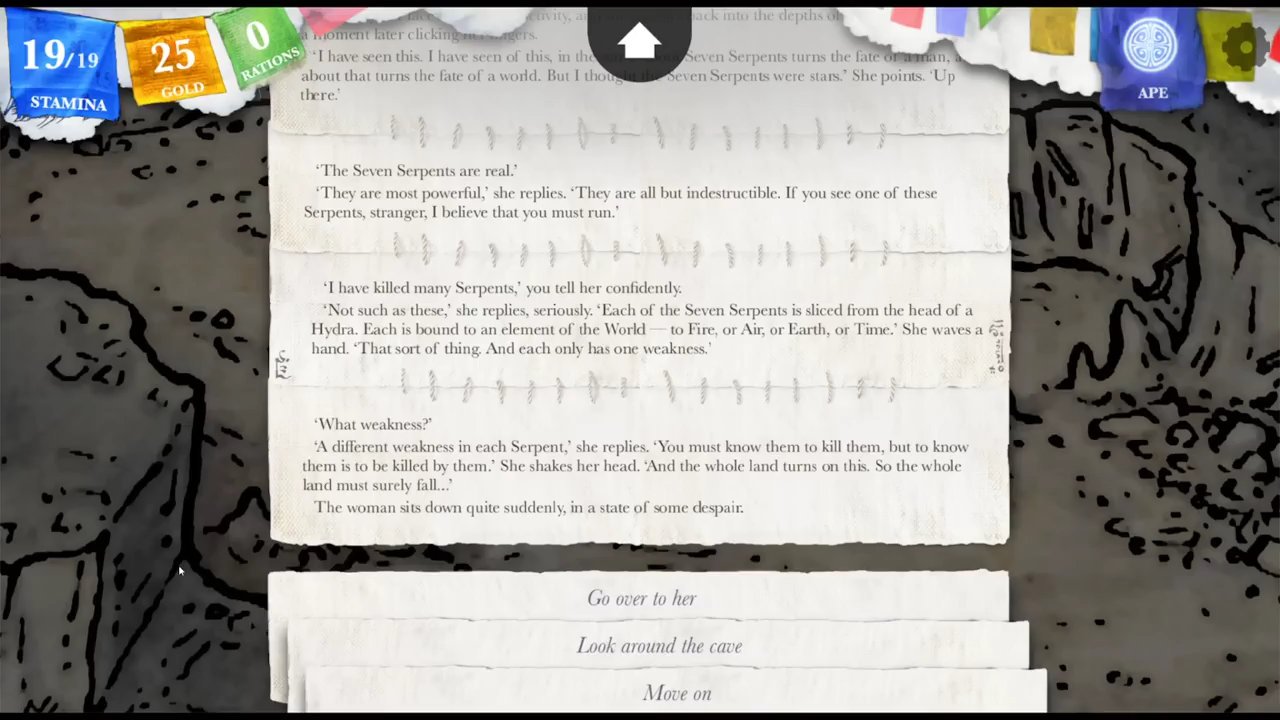 19/19
STAMINA
25
GOLD
0
RATIONS
APE
a moment later clicking her fingers.
‘I have seen this. I have seen of this, in the Seven Serpents turns the fate of a man,
about that turns the fate of a world. But I thought the Seven Serpents were stars.’ She points. ‘Up
there.’
‘The Seven Serpents are real.’
‘They are most powerful,’ she replies. ‘They are all but indestructible. If you see one of these
Serpents, stranger, I believe that you must run.’
‘I have killed many Serpents,’ you tell her confidently.
‘Not such as these,’ she replies, seriously. ‘Each of the Seven Serpents is sliced from the head of a
Hydra. Each is bound to an element of the World — to Fire, or Air, or Earth, or Time.’ She waves a
hand. ‘That sort of thing. And each only has one weakness.’
‘What weakness?’
‘A different weakness in each Serpent,’ she replies. ‘You must know them to kill them, but to know
them is to be killed by them.’ She shakes her head. ‘And the whole land turns on this. So the whole
land must surely fall...’
The woman sits down quite suddenly, in a state of some despair.
Go over to her
Look around the cave
Move on